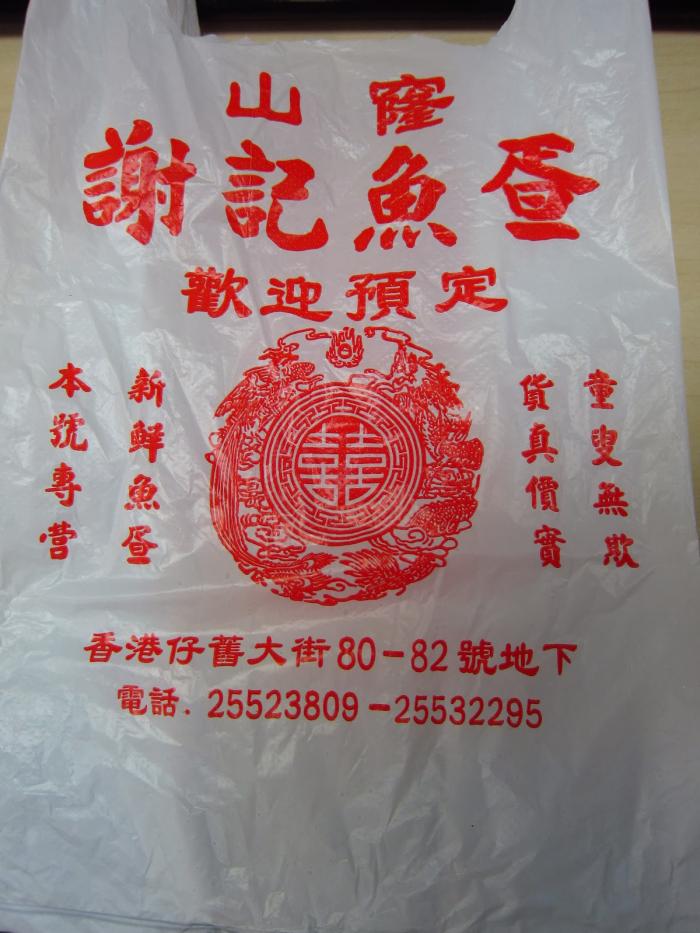 山窿
謝記魚蛋
歡迎預定
本號專營
新鮮魚蛋
貨真價實
童叟無欺
香港仔舊大街80-82號地下
電話.25523809-25532295